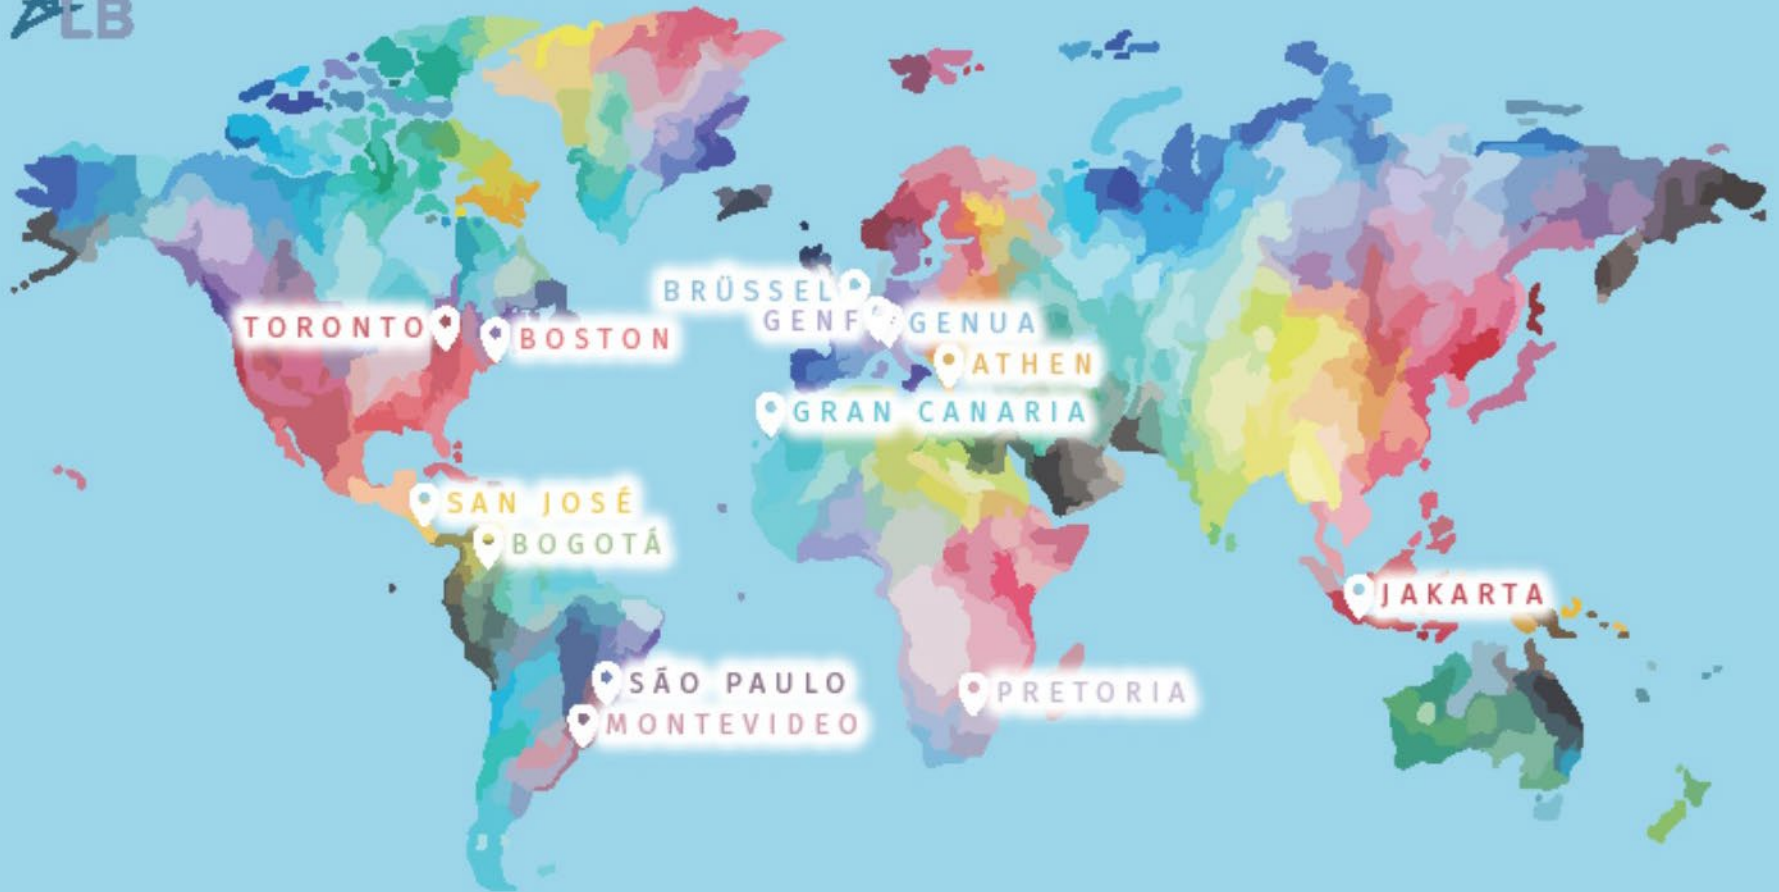 LB
BRÜSSEL
GENF
GENUA
TORONTO
BOSTON
ATHEN
GRAN CANARIA
SAN JOSÉ
BOGOTÁ
JAKARTA
SÃO PAULO
PRETORIA
MONTEVIDEO